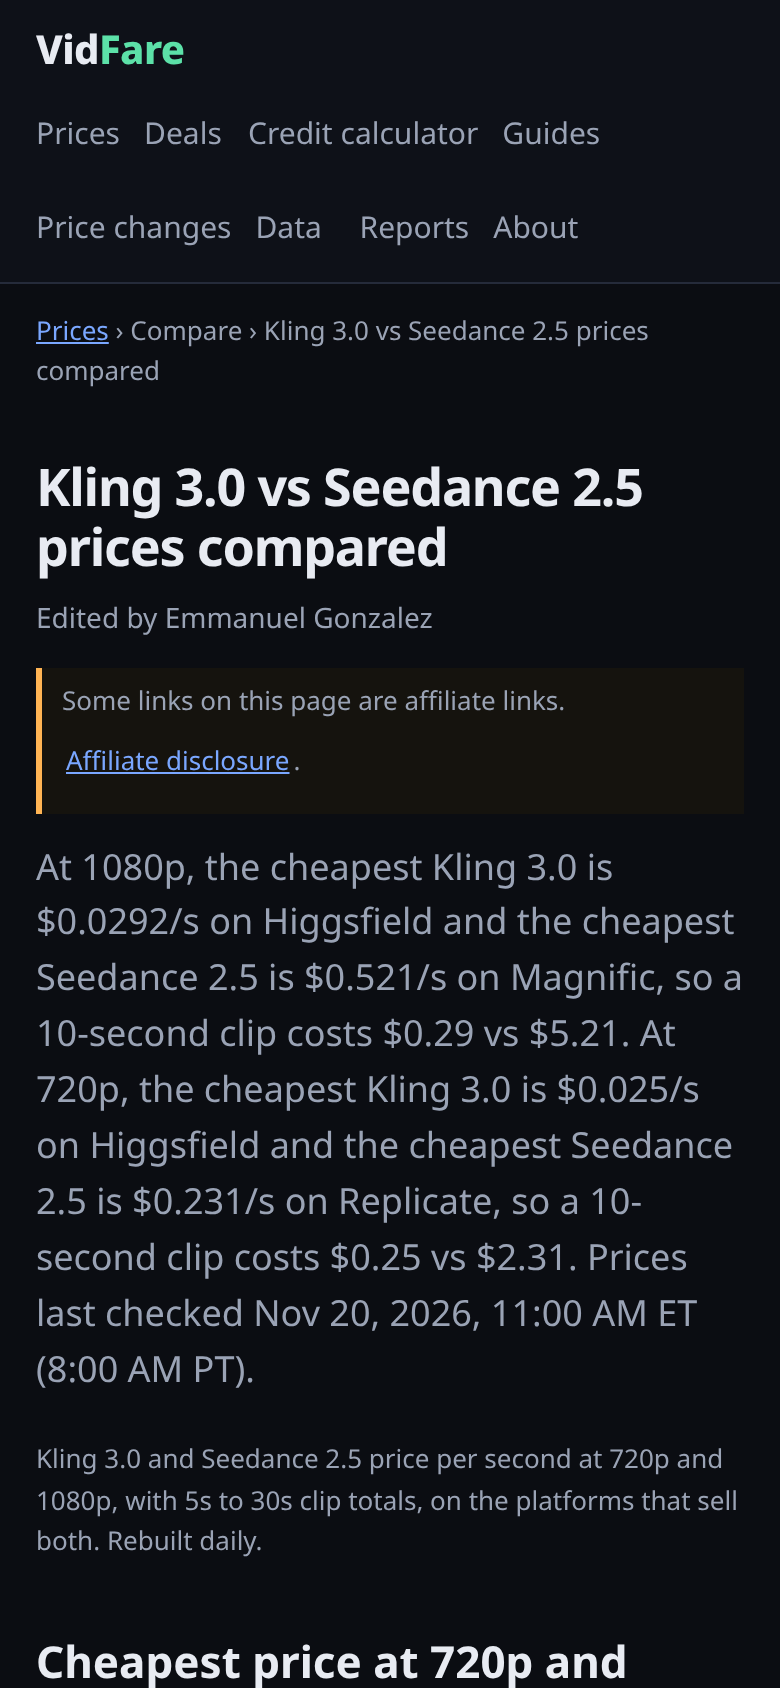 VidFare
Prices Deals Credit calculator Guides
Price changes Data Reports About
Prices › Compare › Kling 3.0 vs Seedance 2.5 prices
compared
Kling 3.0 vs Seedance 2.5
prices compared
Edited by Emmanuel Gonzalez
Some links on this page are affiliate links.
Affiliate disclosure.
At 1080p, the cheapest Kling 3.0 is
$0.0292/s on Higgsfield and the cheapest
Seedance 2.5 is $0.521/s on Magnific, so a
10-second clip costs $0.29 vs $5.21. At
720p, the cheapest Kling 3.0 is $0.025/s
on Higgsfield and the cheapest Seedance
2.5 is $0.231/s on Replicate, so a 10-
second clip costs $0.25 vs $2.31. Prices
last checked Nov 20, 2026, 11:00 AM ET
(8:00 AM PT).
Kling 3.0 and Seedance 2.5 price per second at 720p and
1080p, with 5s to 30s clip totals, on the platforms that sell
both. Rebuilt daily.
Cheapest price at 720p and